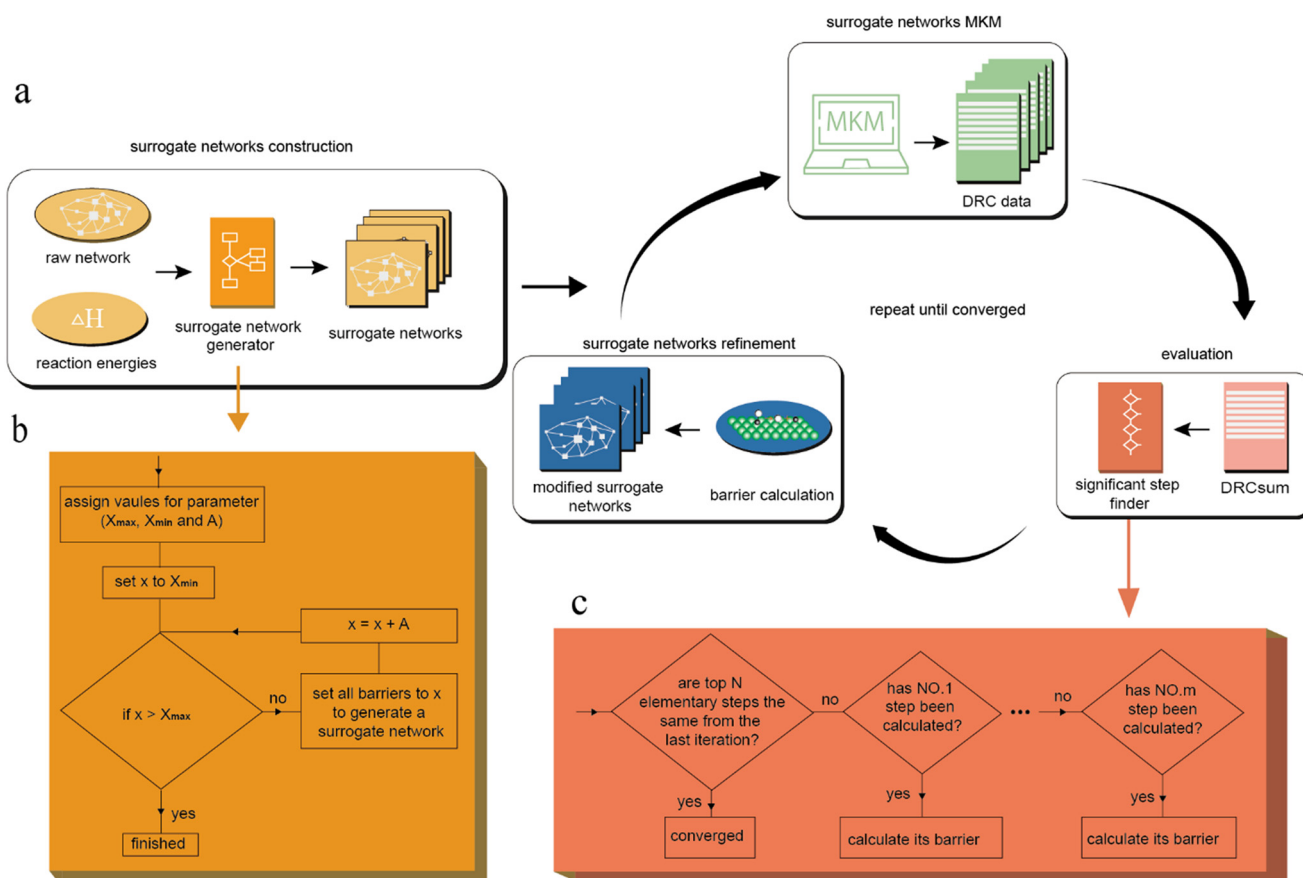 surrogate networks MKM
a
MKM
DRC data
surrogate networks construction
raw network
ΔH
reaction energies
surrogate network
generator
surrogate networks
repeat until converged
surrogate networks refinement
modified surrogate
networks
barrier calculation
evaluation
significant step
finder
DRCsum
b
assign vaules for parameter
(Xmax, Xmin and A)
set x to Xmin
x = x + A
if x > Xmax
no
set all barriers to x
to generate a
surrogate network
yes
finished
c
are top N
elementary steps the
same from the
last iteration?
no
has NO.1
step been
calculated?
•••
no
has NO.m
step been
calculated?
yes
converged
yes
calculate its barrier
yes
calculate its barrier